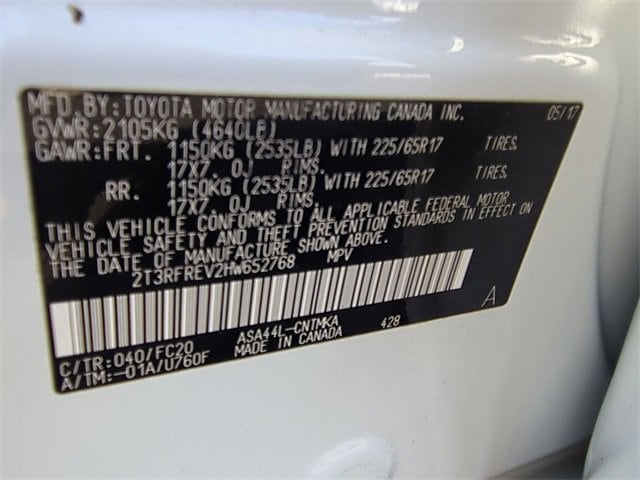 MFD. BY: TOYOTA MOTOR MANUFACTURING CANADA INC. 05/17
GVWR: 2105KG (4640LB)
GAWR: FRT. 1150KG (2535LB) WITH 225/65R17 TIRES
17X7.0J RIMS.
RR. 1150KG (2535LB) WITH 225/65R17 TIRES
17X7.0J RIMS.
THIS VEHICLE CONFORMS TO ALL APPLICABLE FEDERAL MOTOR
VEHICLE SAFETY AND THEFT PREVENTION STANDARDS IN EFFECT ON
THE DATE OF MANUFACTURE SHOWN ABOVE.
2T3RFREV2HW652768 MPV
A
C/TR: 040/FC20 ASA44L-CNTMKA 428
A/TM: -01A/U760F MADE IN CANADA